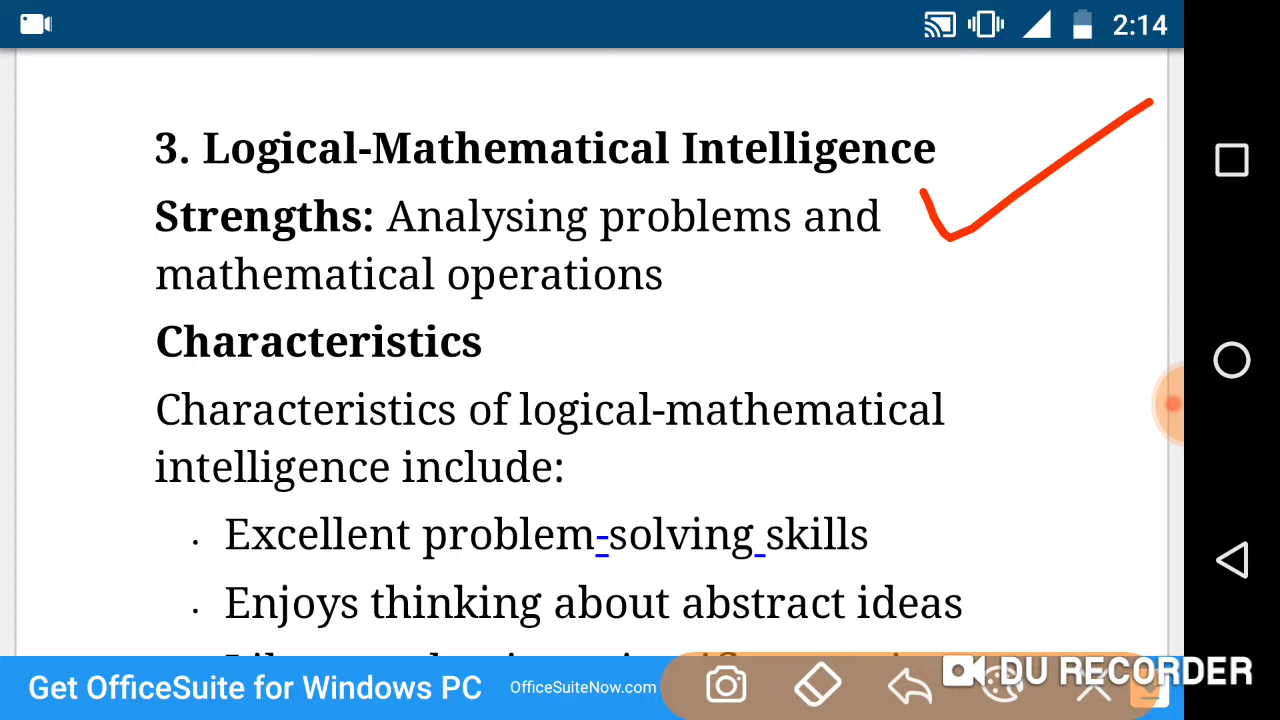 2:14
3. Logical-Mathematical Intelligence
Strengths: Analysing problems and
mathematical operations
Characteristics
Characteristics of logical-mathematical
intelligence include:
· Excellent problem-solving skills
· Enjoys thinking about abstract ideas
Get OfficeSuite for Windows PC OfficeSuiteNow.com
DU RECORDER